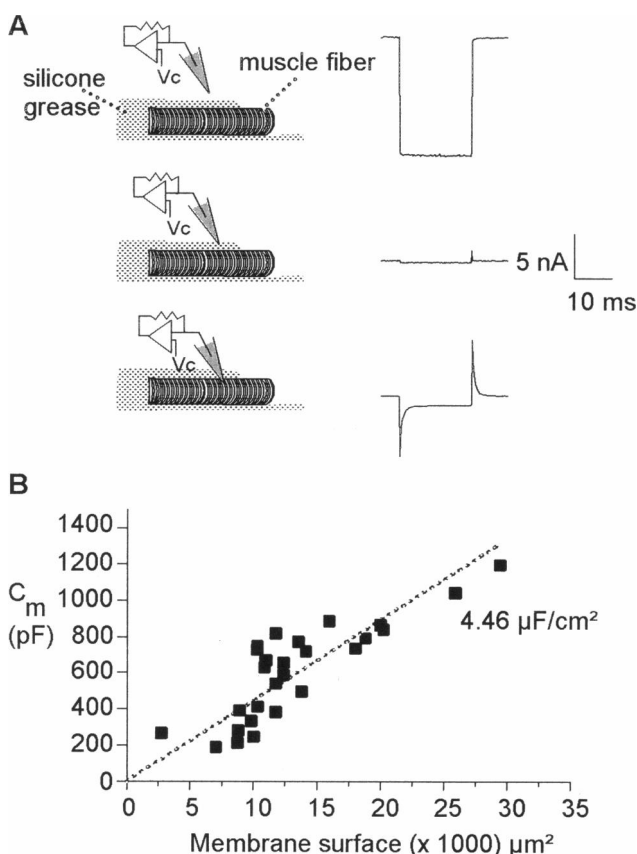 A
silicone
grease
Vc
muscle fiber
Vc
5 nA
10 ms
Vc
B
1400
1200
1000
800
600
400
200
0
C_m
(pF)
4.46 µF/cm²
0 5 10 15 20 25 30 35
Membrane surface (x 1000) µm²